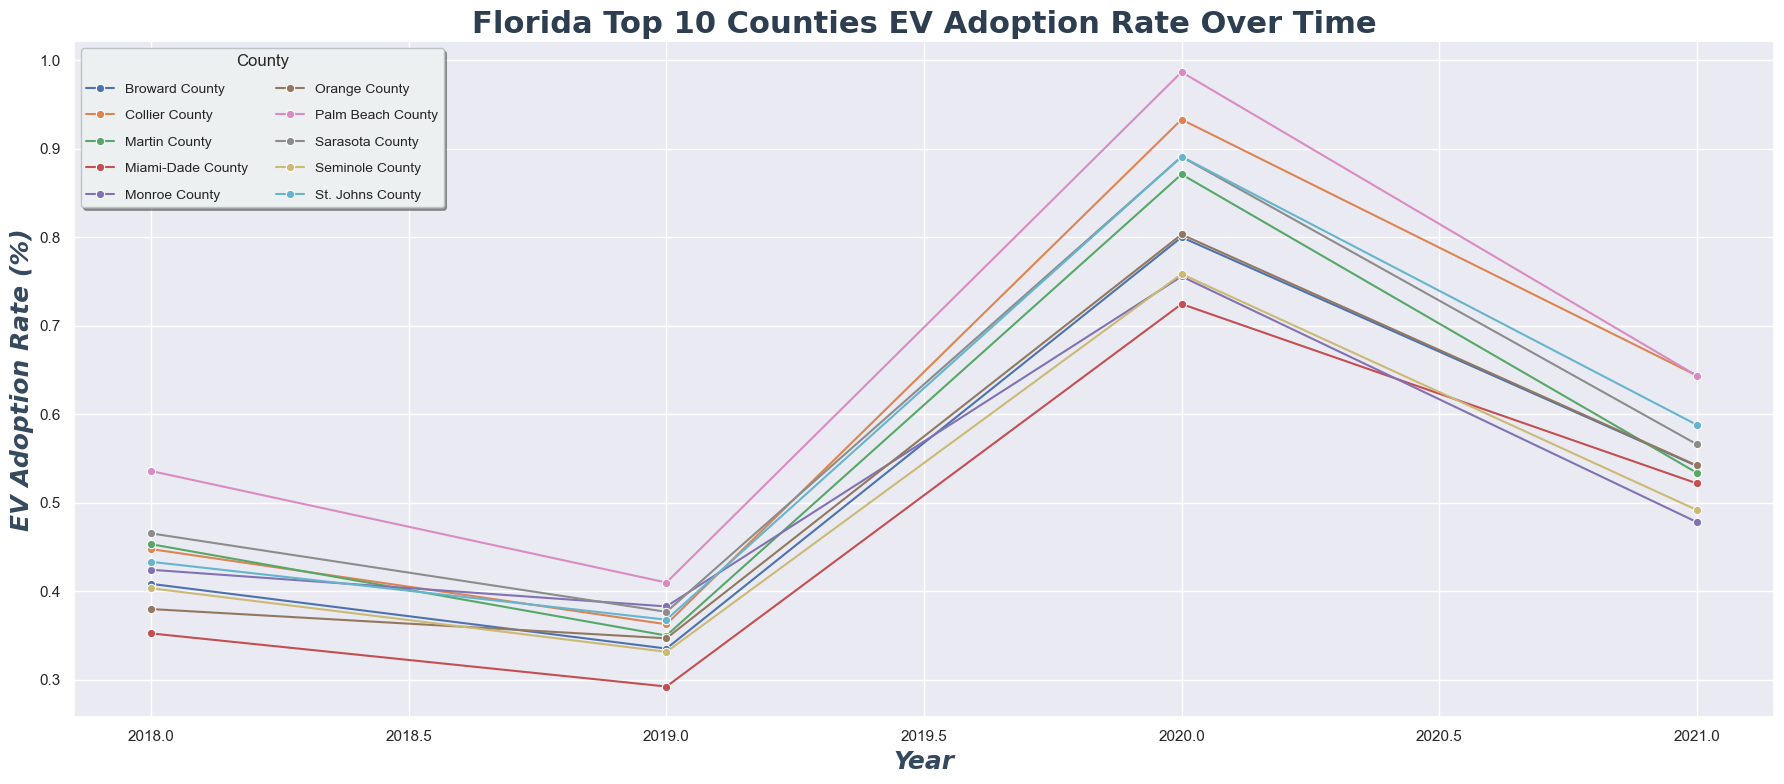 Florida Top 10 Counties EV Adoption Rate Over Time
County
Broward County
Collier County
Martin County
Miami-Dade County
Monroe County
Orange County
Palm Beach County
Sarasota County
Seminole County
St. Johns County
EV Adoption Rate (%)
1.0
0.9
0.8
0.7
0.6
0.5
0.4
0.3
2018.0 2018.5 2019.0 2019.5 2020.0 2020.5 2021.0
Year